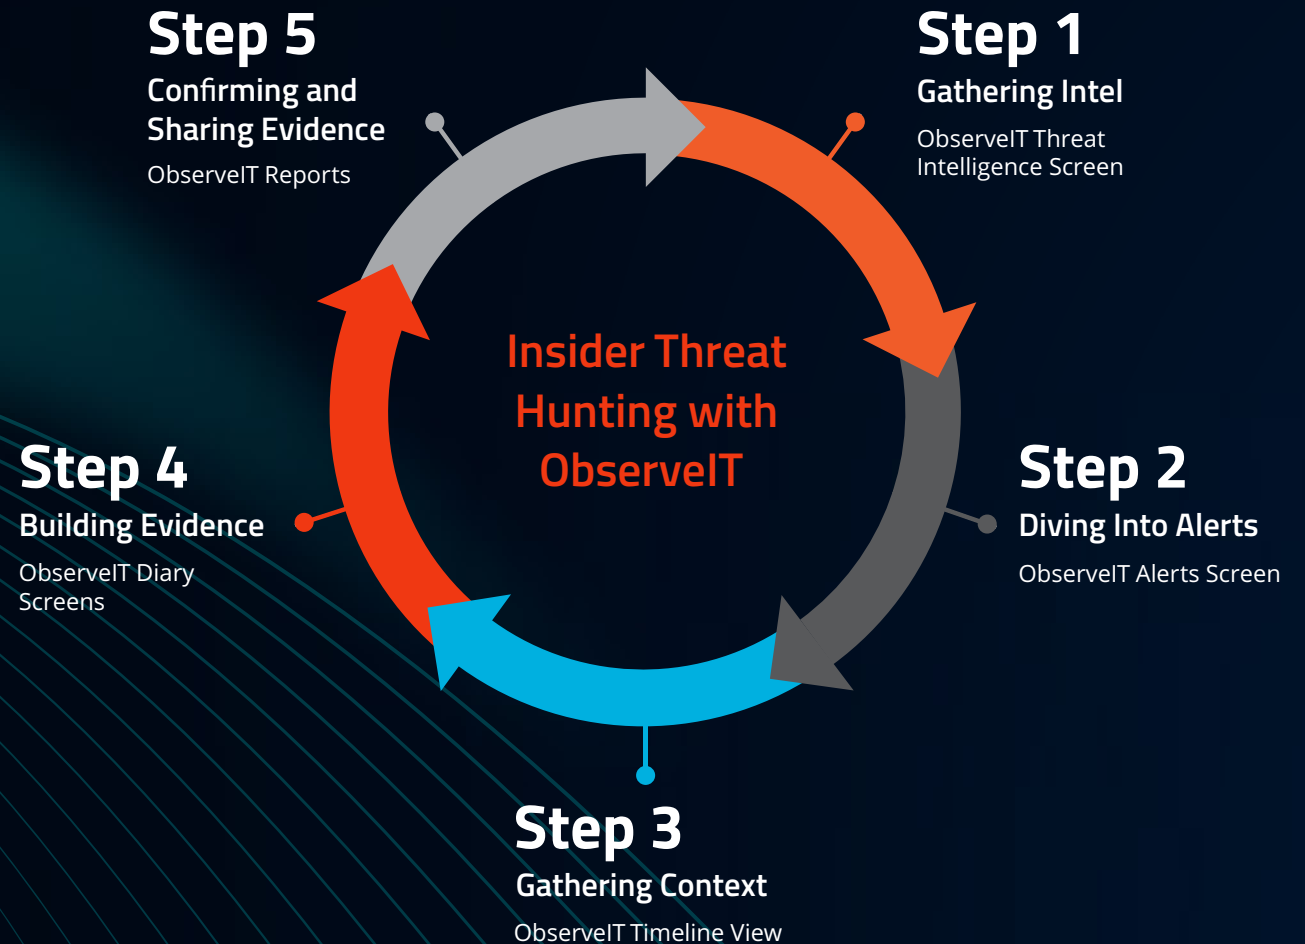 Step 5
Confirming and
Sharing Evidence
ObserveIT Reports
Step 1
Gathering Intel
ObserveIT Threat
Intelligence Screen
Insider Threat
Hunting with
ObserveIT
Step 4
Building Evidence
ObserveIT Diary
Screens
Step 2
Diving Into Alerts
ObserveIT Alerts Screen
Step 3
Gathering Context
ObserveIT Timeline View